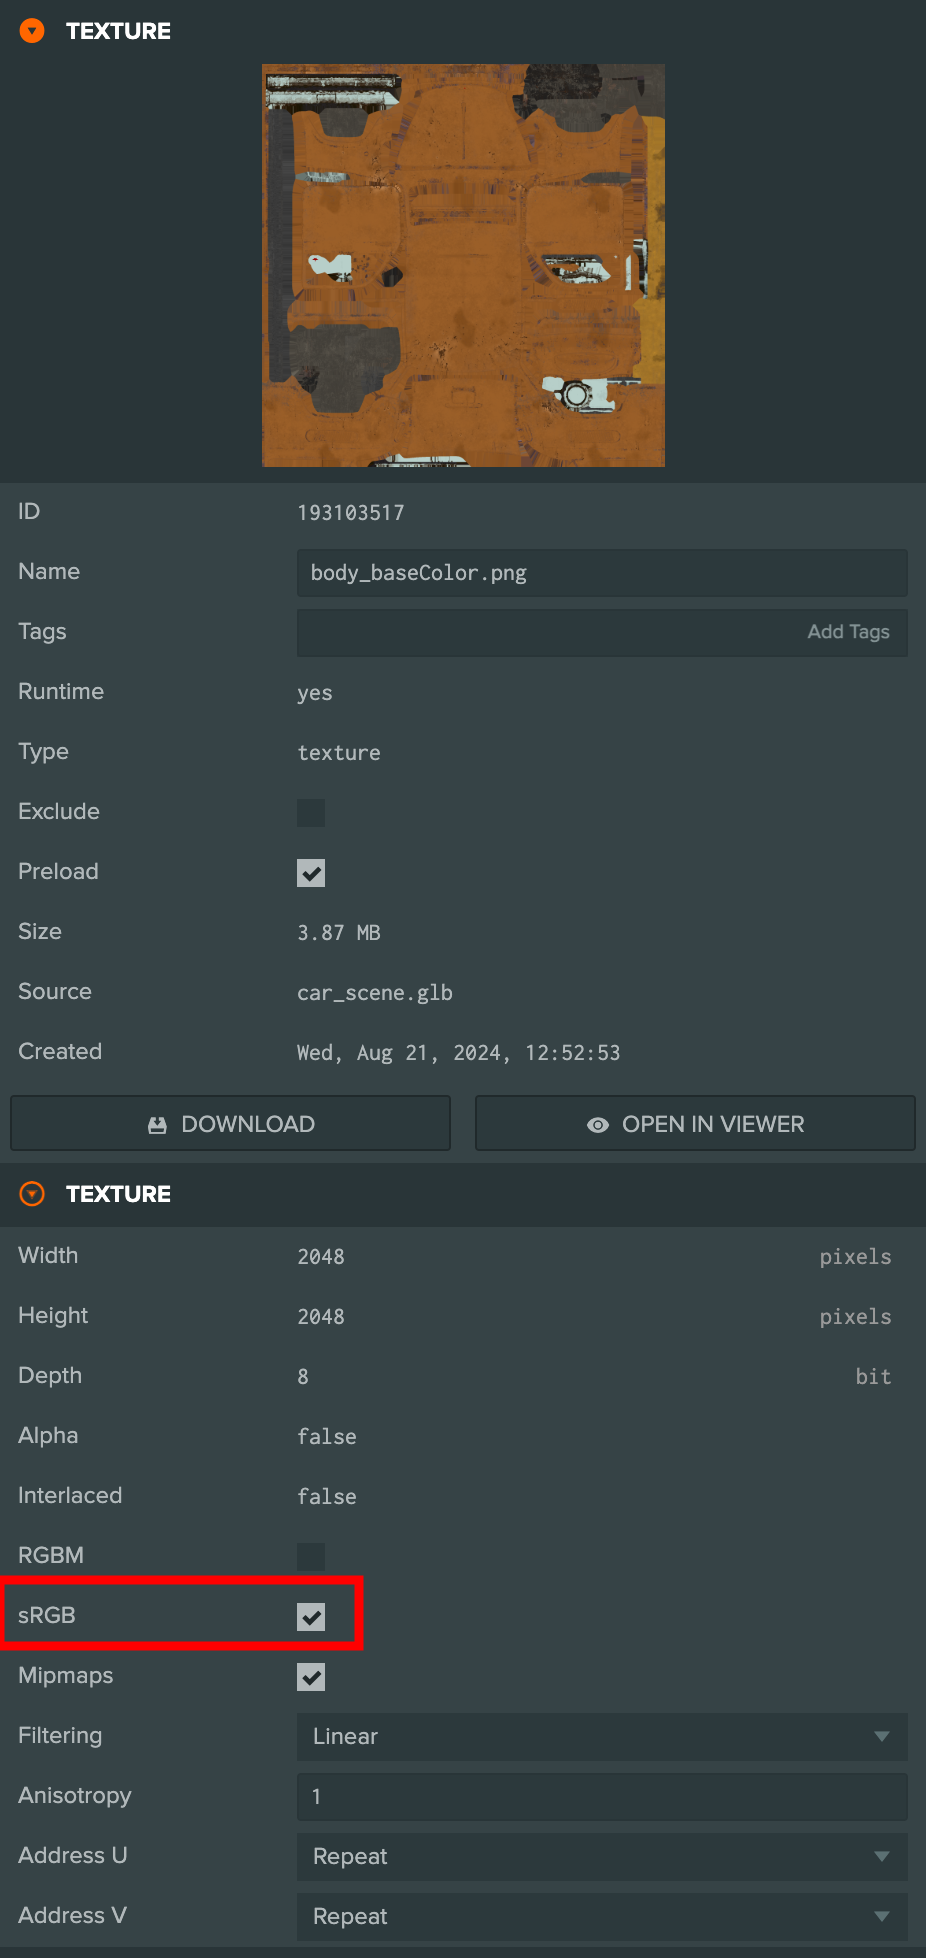 TEXTURE
ID 193103517
Name body_baseColor.png
Tags Add Tags
Runtime yes
Type texture
Exclude
Preload
Size 3.87 MB
Source car_scene.glb
Created Wed, Aug 21, 2024, 12:52:53
DOWNLOAD OPEN IN VIEWER
TEXTURE
Width 2048 pixels
Height 2048 pixels
Depth 8 bit
Alpha false
Interlaced false
RGBM
sRGB
Mipmaps
Filtering Linear
Anisotropy 1
Address U Repeat
Address V Repeat